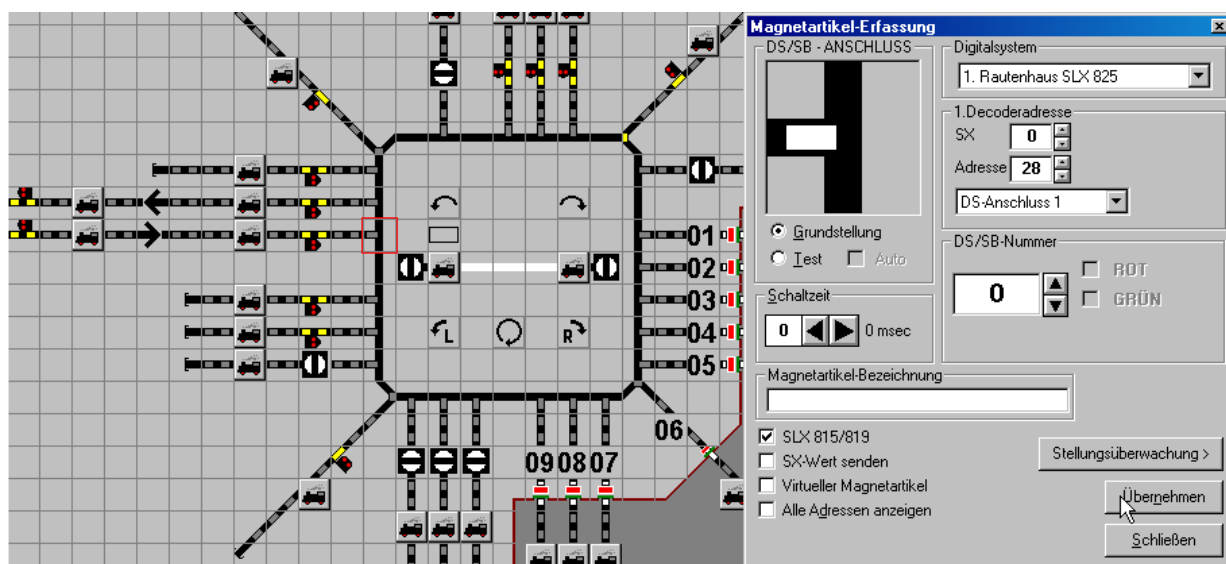 01
02
03
04
05
L
R
06
09 08 07
Magnetartikel-Erfassung
DS/SB - ANSCHLUSS
Grundstellung
Test
Auto
Schaltzeit
0
0 msec
Digitalsystem
1. Rautenhaus SLX 825
1.Decoderadresse
SX
0
Adresse
28
DS-Anschluss 1
DS/SB-Nummer
0
ROT
GRÜN
Magnetartikel-Bezeichnung
SLX 815/819
SX-Wert senden
Virtueller Magnetartikel
Alle Adressen anzeigen
Stellungsüberwachung >
Übernehmen
Schließen